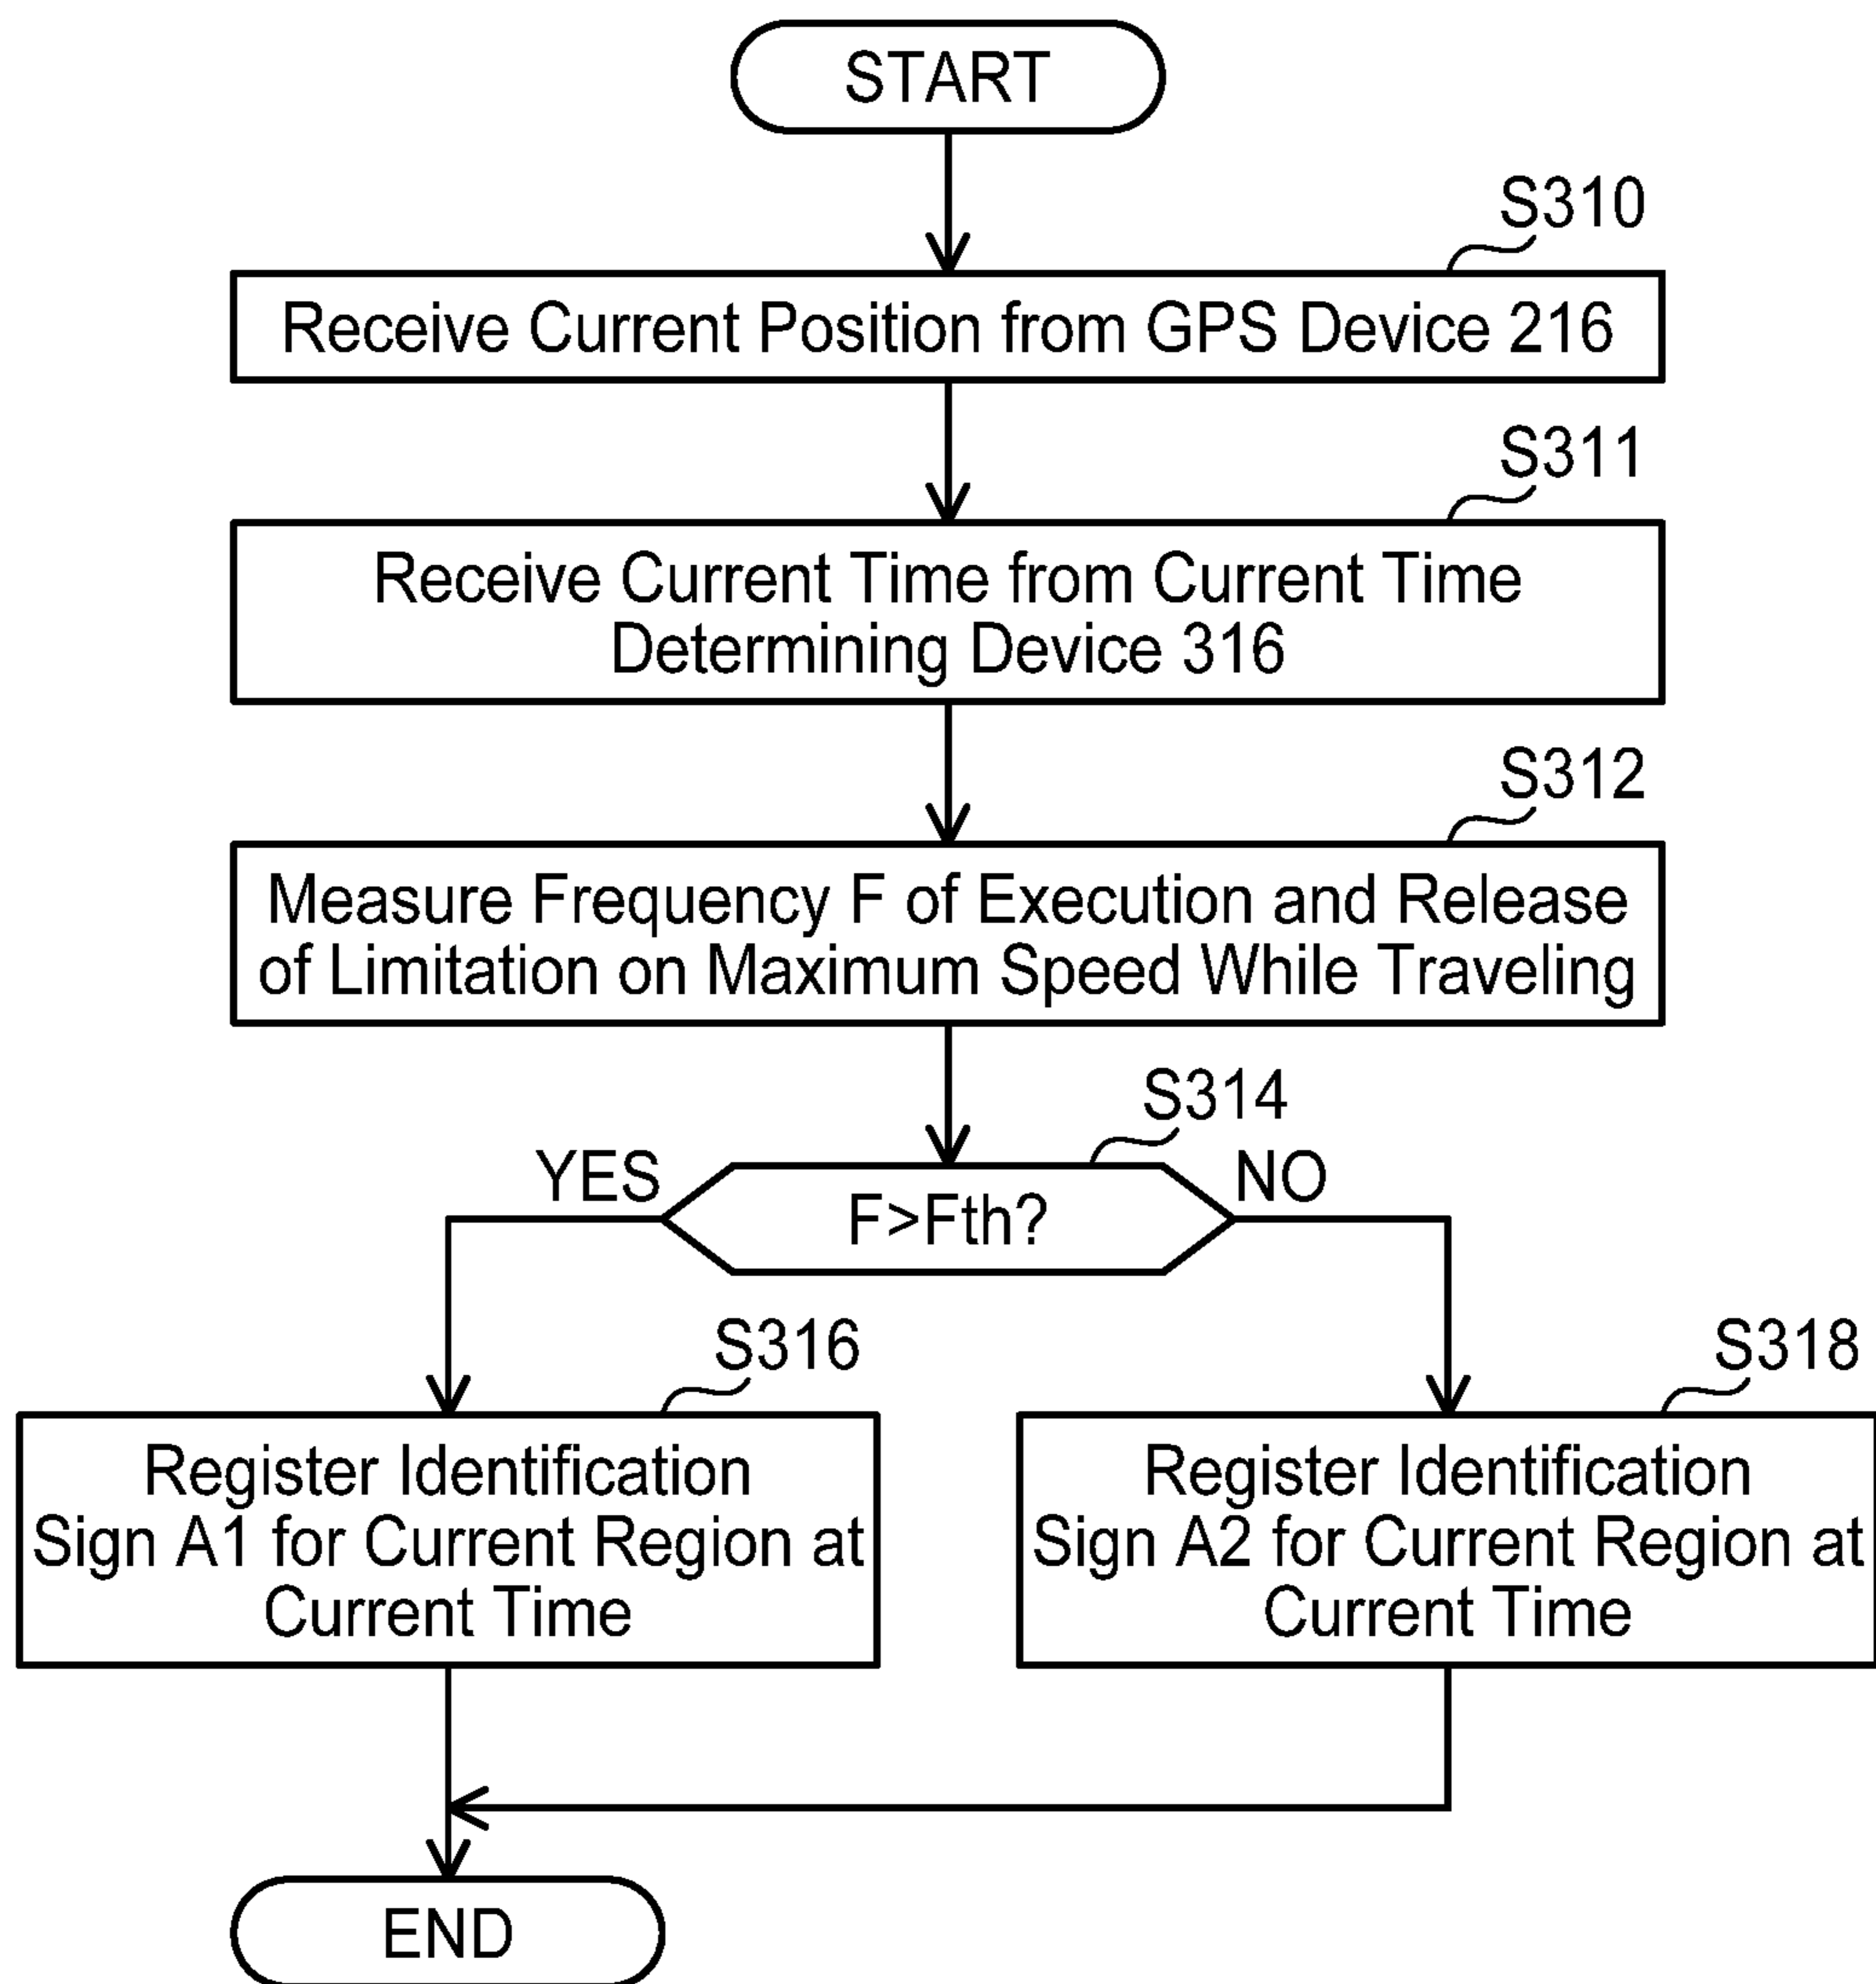 START
S310
Receive Current Position from GPS Device 216
S311
Receive Current Time from Current Time
Determining Device 316
S312
Measure Frequency F of Execution and Release
of Limitation on Maximum Speed While Traveling
S314
YES
NO
F>Fth?
S316
Register Identification
Sign A1 for Current Region at
Current Time
S318
Register Identification
Sign A2 for Current Region at
Current Time
END